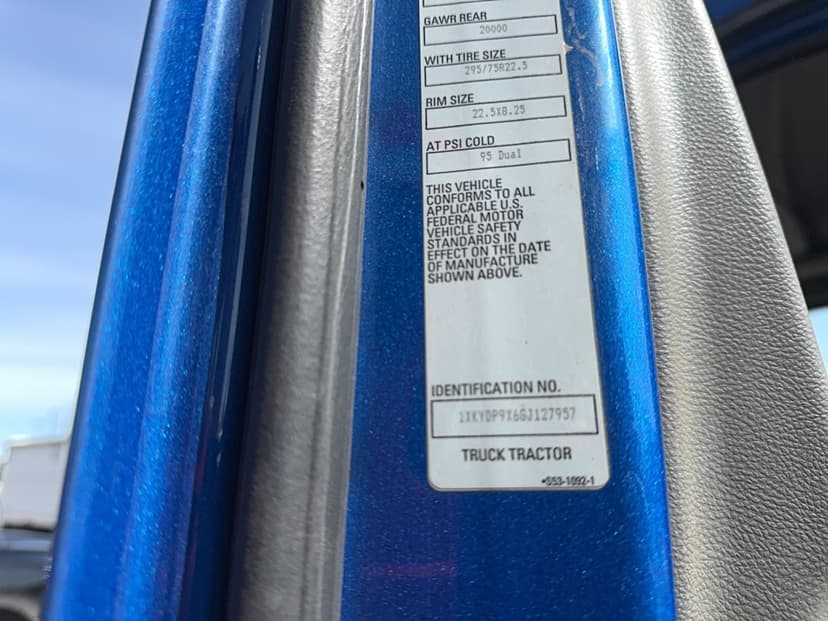 GAWR REAR
20000
WITH TIRE SIZE
295/75R22.5
RIM SIZE
22.5X8.25
AT PSI COLD
95 Dual
THIS VEHICLE
CONFORMS TO ALL
APPLICABLE U.S.
FEDERAL MOTOR
VEHICLE SAFETY
STANDARDS IN
EFFECT ON THE DATE
OF MANUFACTURE
SHOWN ABOVE.
IDENTIFICATION NO.
1XKYDP9X6GJ127957
TRUCK TRACTOR
*S53-1092-1